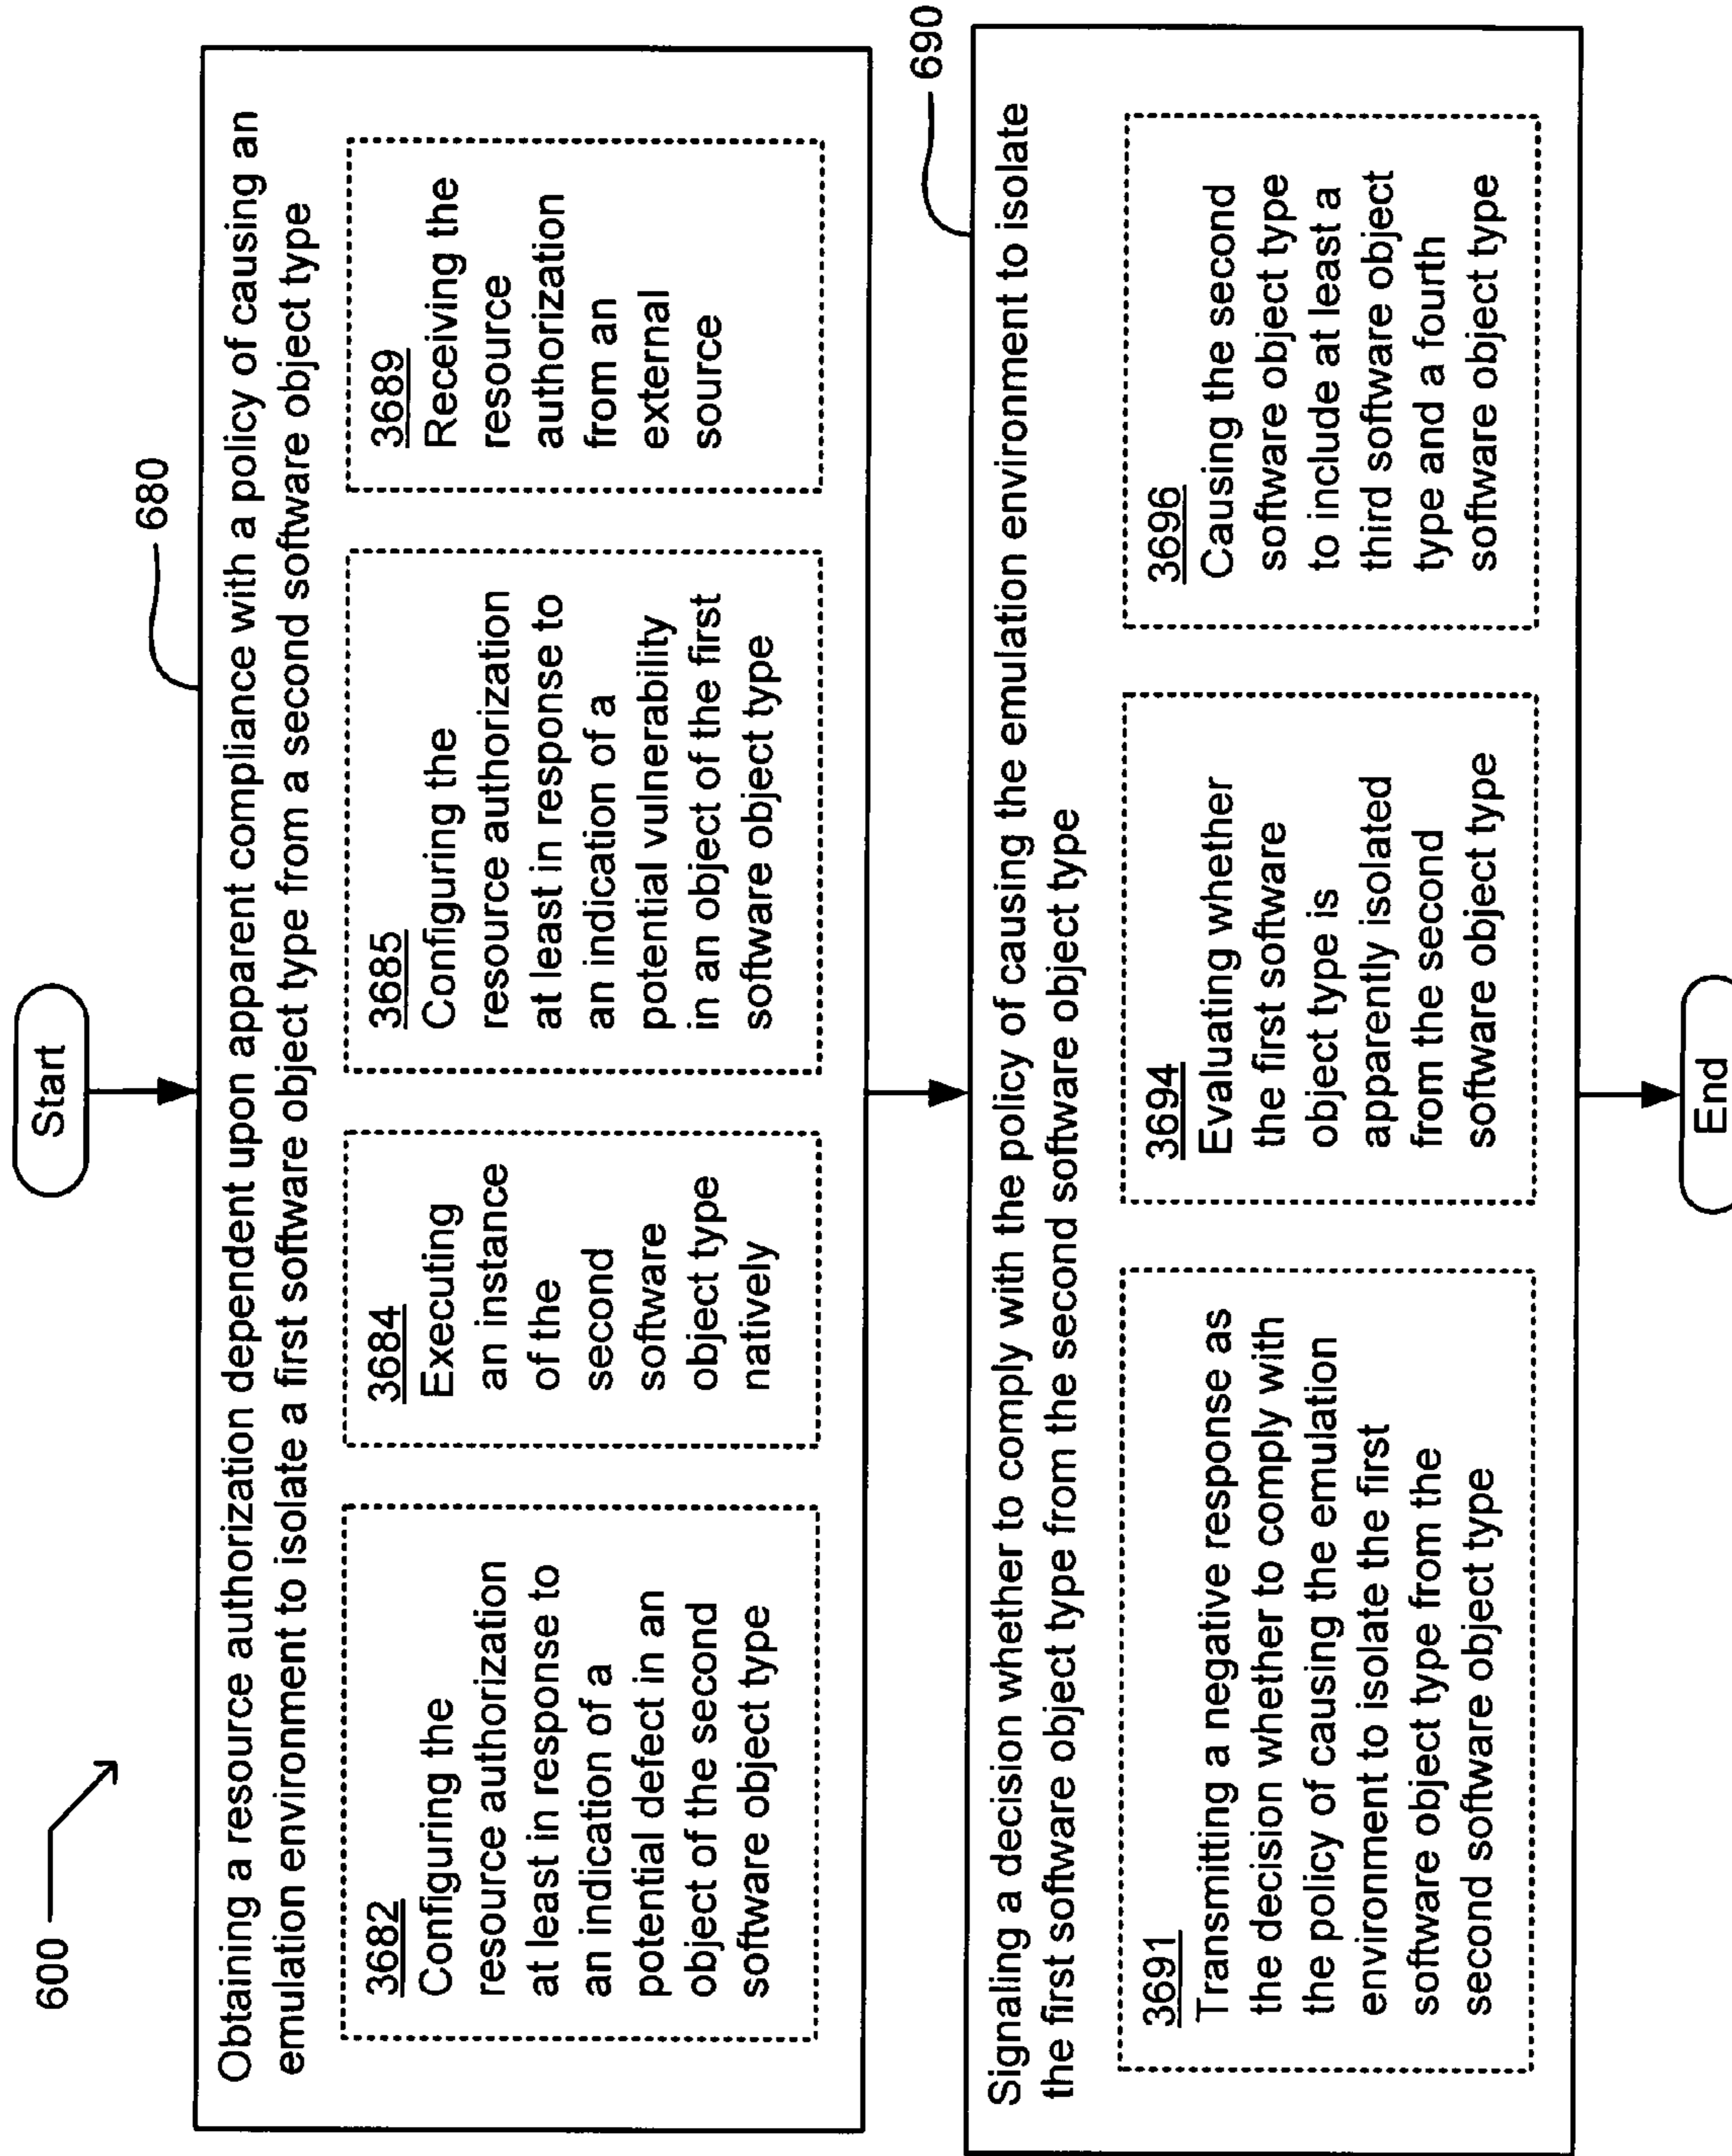 600
Start
680
Obtaining a resource authorization dependent upon apparent compliance with a policy of causing an
emulation environment to isolate a first software object type from a second software object type
3682
Configuring the
resource authorization
at least in response to
an indication of a
potential defect in an
object of the second
software object type
3684
Executing
an instance
of the
second
software
object type
natively
3685
Configuring the
resource authorization
at least in response to
an indication of a
potential vulnerability
in an object of the first
software object type
3689
Receiving the
resource
authorization
from an
external
source
690
Signaling a decision whether to comply with the policy of causing the emulation environment to isolate
the first software object type from the second software object type
3691
Transmitting a negative response as
the decision whether to comply with
the policy of causing the emulation
environment to isolate the first
software object type from the
second software object type
3694
Evaluating whether
the first software
object type is
apparently isolated
from the second
software object type
3696
Causing the second
software object type
to include at least a
third software object
type and a fourth
software object type
End